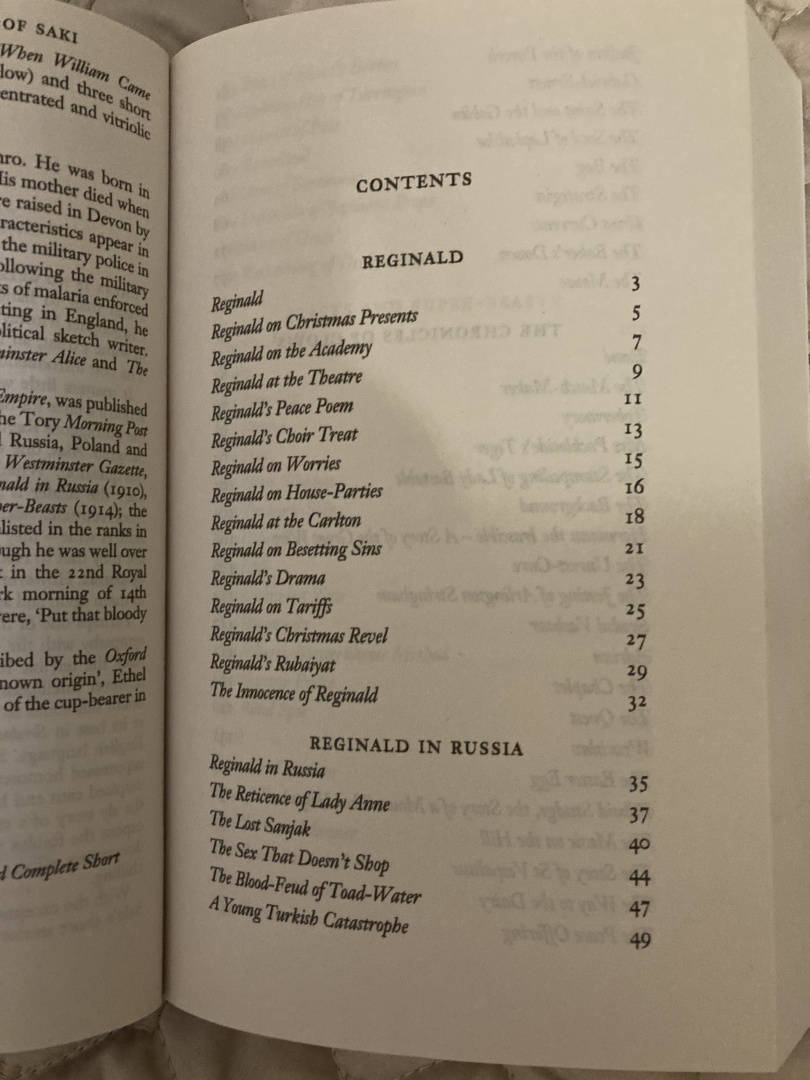 OF SAKI
When William Came
low) and three short
entrated and vitriolic
nro. He was born in
His mother died when
e raised in Devon by
racteristics appear in
the military police in
ollowing the military
s of malaria enforced
ting in England, he
litical sketch writer.
minster Alice and The
Empire, was published
he Tory Morning Post
Russia, Poland and
Westminster Gazette,
nald in Russia (1910),
per-Beasts (1914); the
listed in the ranks in
ugh he was well over
t in the 22nd Royal
rk morning of 14th
vere, 'Put that bloody
ibed by the Oxford
nown origin', Ethel
of the cup-bearer in
d Complete Short
CONTENTS
REGINALD
Reginald 3
Reginald on Christmas Presents 5
Reginald on the Academy 7
Reginald at the Theatre 9
Reginald's Peace Poem 11
Reginald's Choir Treat 13
Reginald on Worries 15
Reginald on House-Parties 16
Reginald at the Carlton 18
Reginald on Besetting Sins 21
Reginald's Drama 23
Reginald on Tariffs 25
Reginald's Christmas Revel 27
Reginald's Rubaiyat 29
The Innocence of Reginald 32
REGINALD IN RUSSIA
Reginald in Russia 35
The Reticence of Lady Anne 37
The Lost Sanjak 40
The Sex That Doesn't Shop 44
The Blood-Feud of Toad-Water 47
A Young Turkish Catastrophe 49